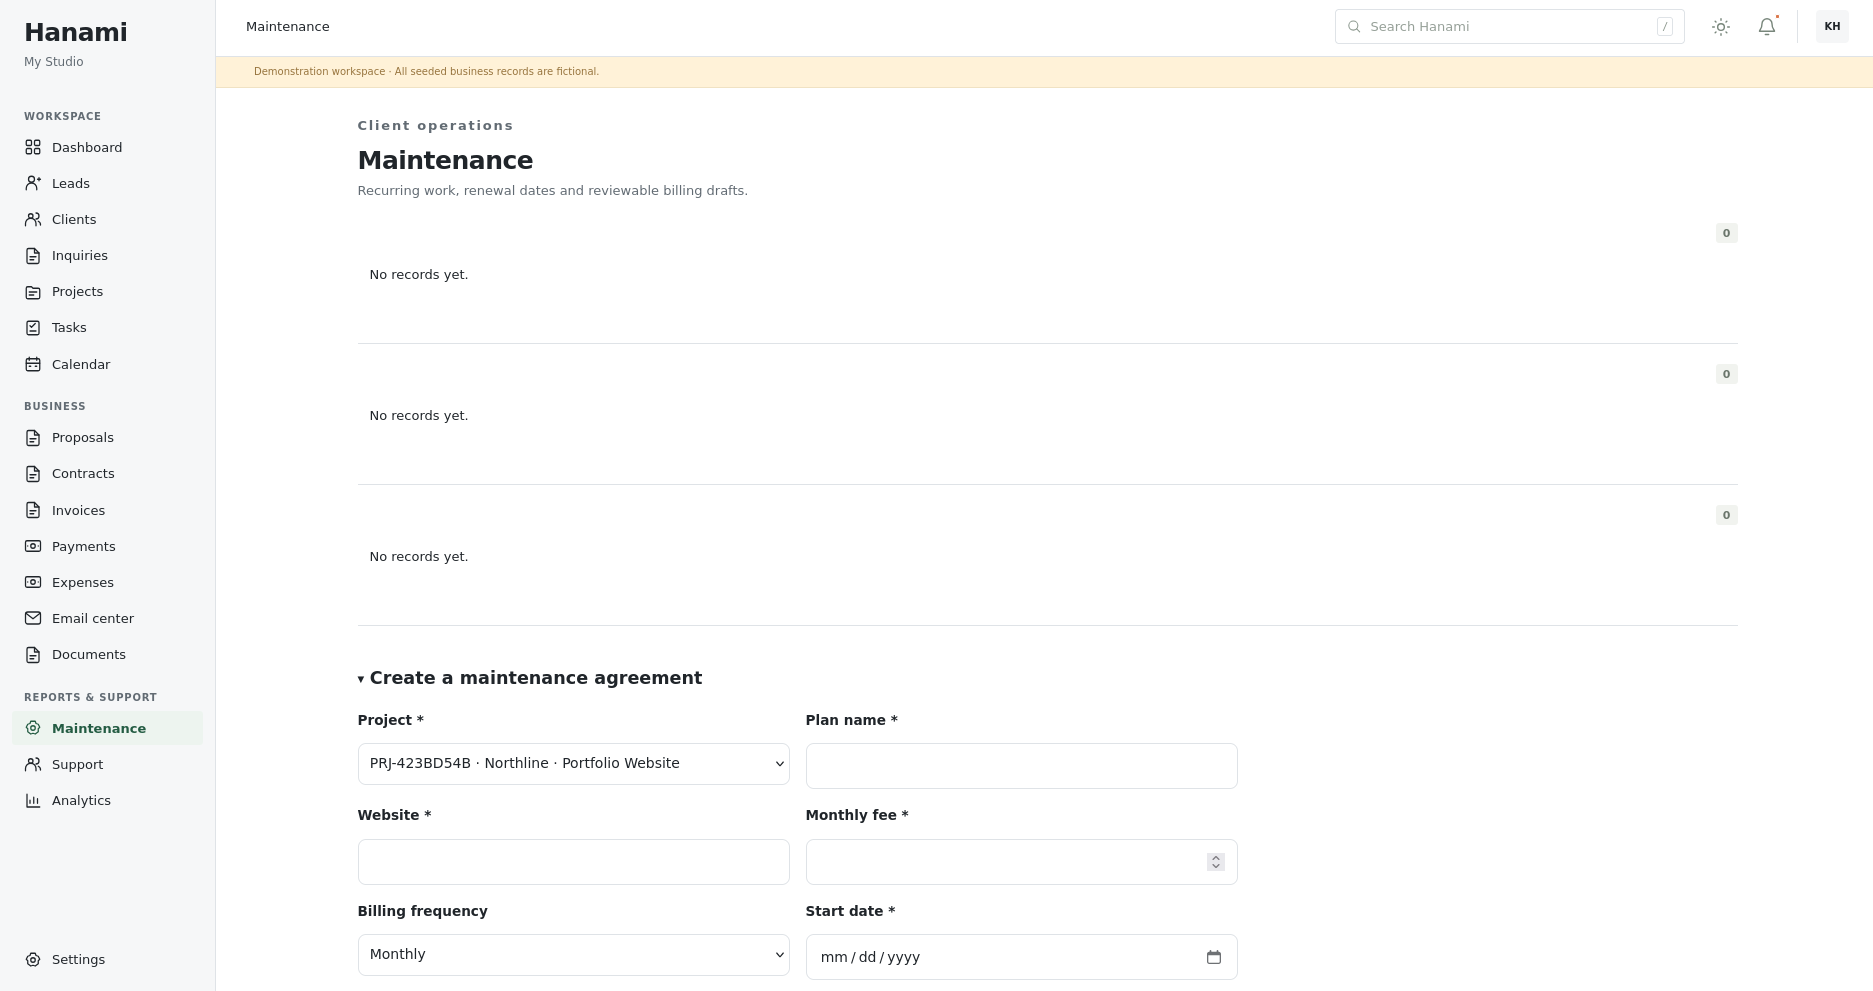 Hanami
My Studio
WORKSPACE
Dashboard
Leads
Clients
Inquiries
Projects
Tasks
Calendar
BUSINESS
Proposals
Contracts
Invoices
Payments
Expenses
Email center
Documents
REPORTS & SUPPORT
Maintenance
Support
Analytics
Settings
Maintenance
Search Hanami
/
KH
Demonstration workspace · All seeded business records are fictional.
Client operations
Maintenance
Recurring work, renewal dates and reviewable billing drafts.
0
No records yet.
0
No records yet.
0
No records yet.
▾ Create a maintenance agreement
Project *
Plan name *
PRJ-423BD54B · Northline · Portfolio Website
Website *
Monthly fee *
Billing frequency
Start date *
Monthly
mm/dd/yyyy